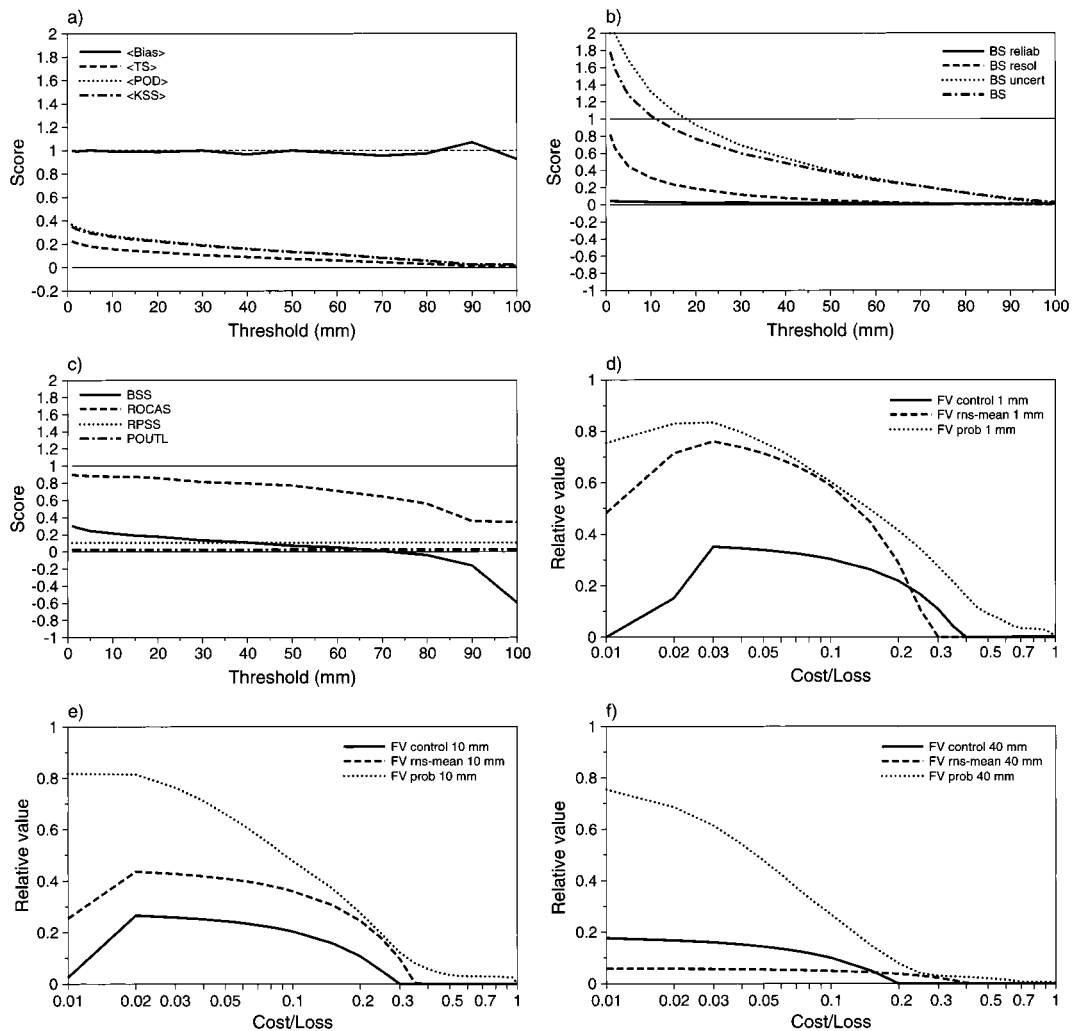 a)
<Bias>
<TS>
<POD>
<KSS>
2
1.8
1.6
1.4
1.2
1
0.8
0.6
0.4
0.2
0
-0.2
Score
0 10 20 30 40 50 60 70 80 90 100
Threshold (mm)
b)
BS reliab
BS resol
BS uncert
BS
2
1.8
1.6
1.4
1.2
1
0.8
0.6
0.4
0.2
0
-0.2
-0.4
-0.6
-0.8
-1
Score
0 10 20 30 40 50 60 70 80 90 100
Threshold (mm)
c)
BSS
ROCAS
RPSS
POUTL
2
1.8
1.6
1.4
1.2
1
0.8
0.6
0.4
0.2
0
-0.2
-0.4
-0.6
-0.8
-1
Score
0 10 20 30 40 50 60 70 80 90 100
Threshold (mm)
d)
FV control 1 mm
FV rns-mean 1 mm
FV prob 1 mm
1
0.8
0.6
0.4
0.2
0
Relative value
0.01 0.02 0.03 0.05 0.1 0.2 0.3 0.5 0.7 1
Cost/Loss
e)
FV control 10 mm
FV rns-mean 10 mm
FV prob 10 mm
1
0.8
0.6
0.4
0.2
0
Relative value
0.01 0.02 0.03 0.05 0.1 0.2 0.3 0.5 0.7 1
Cost/Loss
f)
FV control 40 mm
FV rns-mean 40 mm
FV prob 40 mm
1
0.8
0.6
0.4
0.2
0
Relative value
0.01 0.02 0.03 0.05 0.1 0.2 0.3 0.5 0.7 1
Cost/Loss